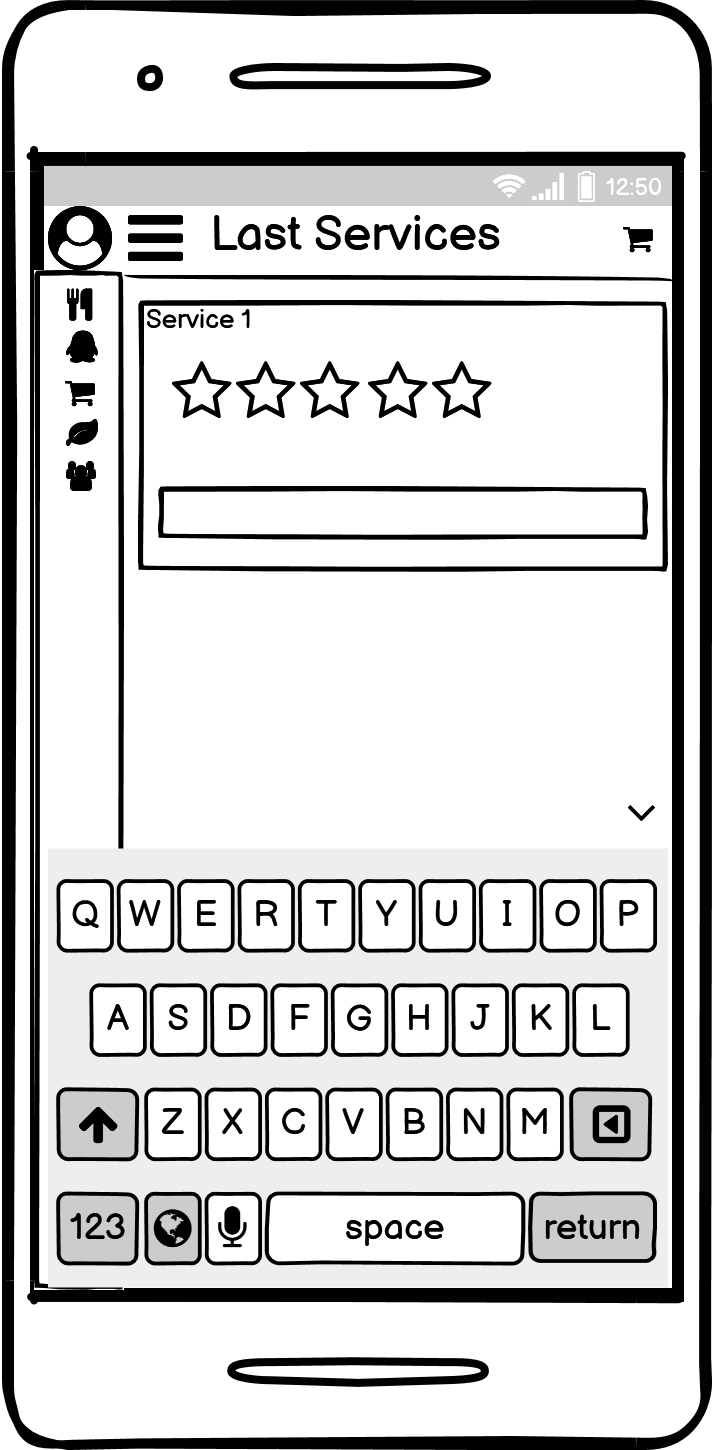 12:50
Last Services
Service 1
Q W E R T Y U I O P
A S D F G H J K L
Z X C V B N M
123 space return